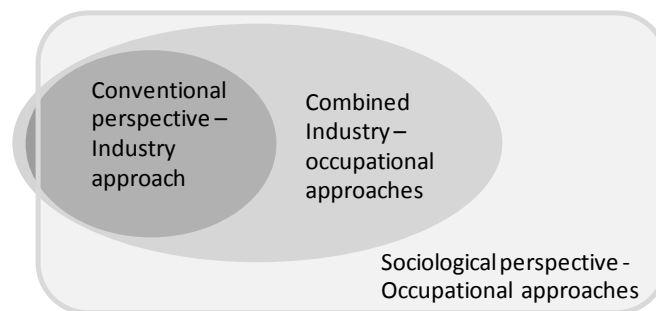 Conventional
perspective –
Industry
approach
Combined
Industry –
occupational
approaches
Sociological perspective -
Occupational approaches